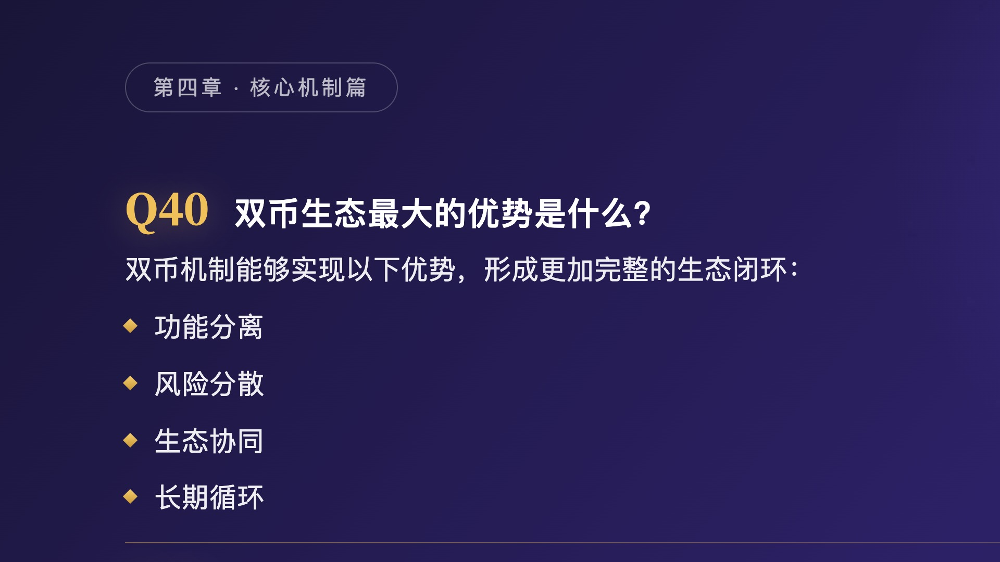 第四章 · 核心机制篇
Q40 双币生态最大的优势是什么?
双币机制能够实现以下优势，形成更加完整的生态闭环：
功能分离
风险分散
生态协同
长期循环